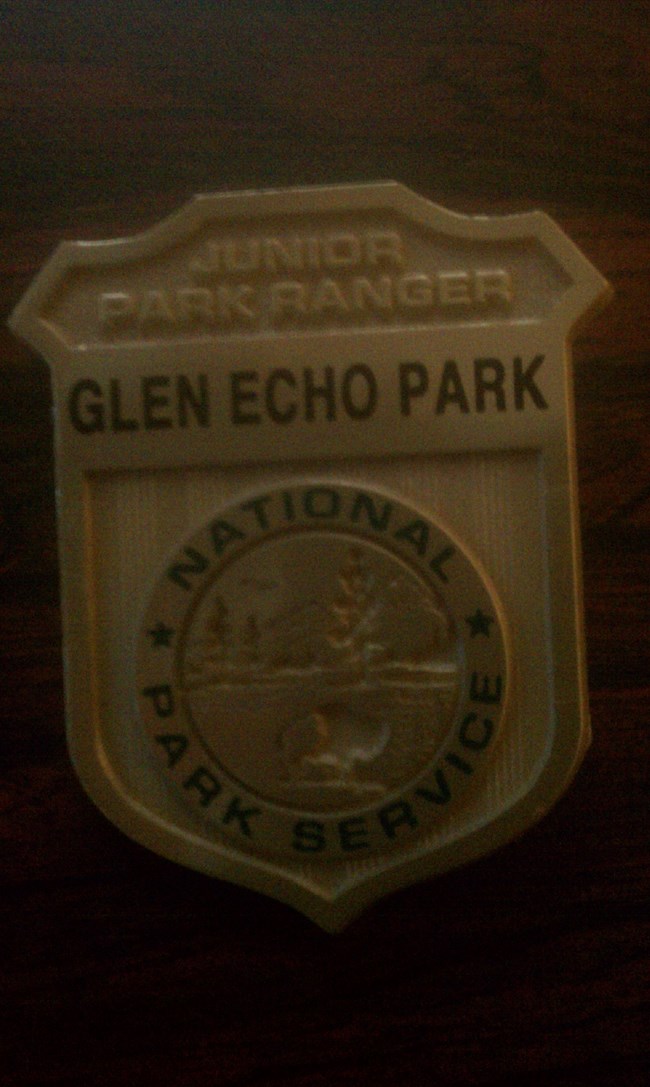 JUNIOR
PARK RANGER
GLEN ECHO PARK
NATIONAL
PARK SERVICE